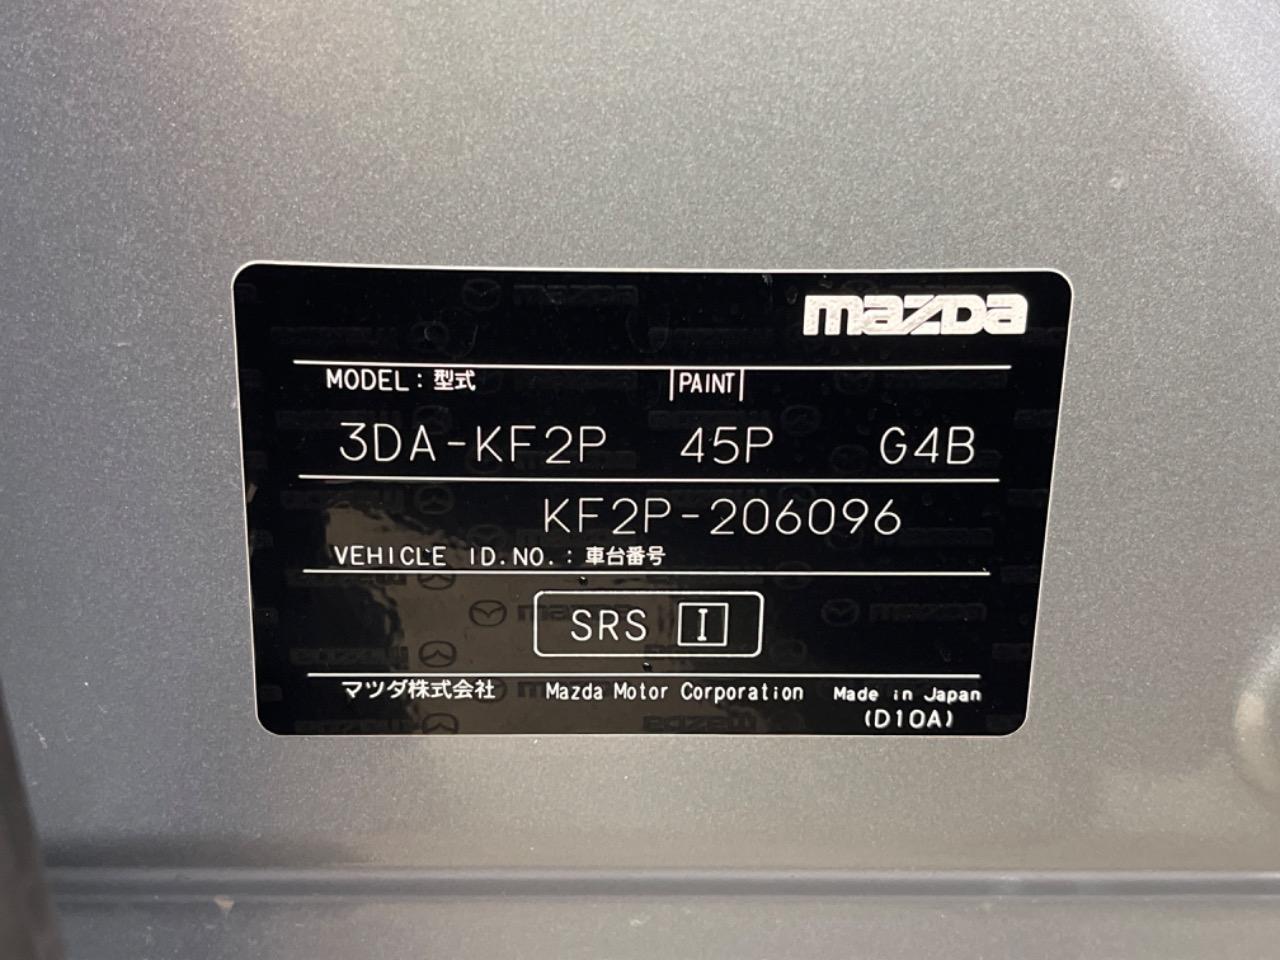 mazda
MODEL : 型式 PAINT
3DA-KF2P 45P G4B
KF2P-206096
VEHICLE ID.NO. : 車台番号
SRS I
マツダ株式会社 Mazda Motor Corporation Made in Japan
(D10A)